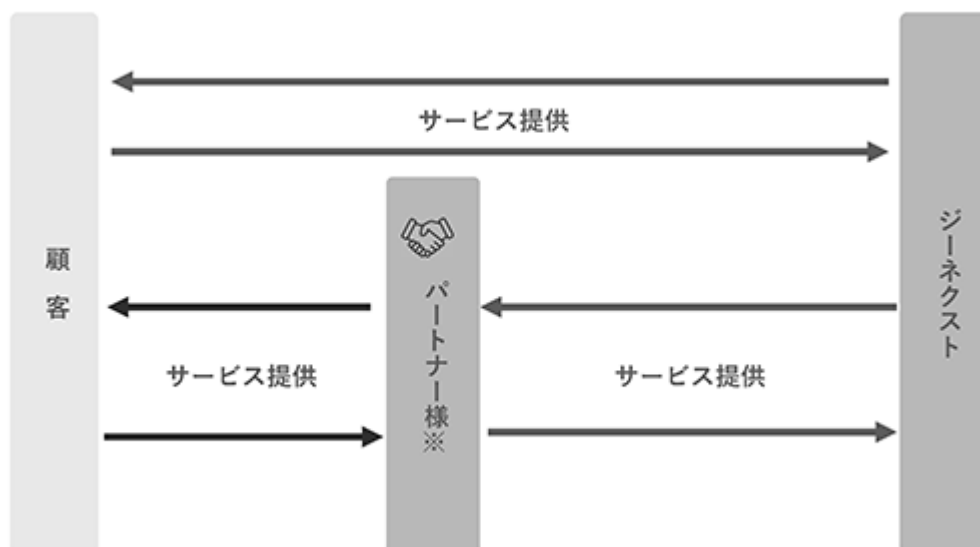 サービス提供
顧客
パートナー様※
ジーネクスト
サービス提供
サービス提供